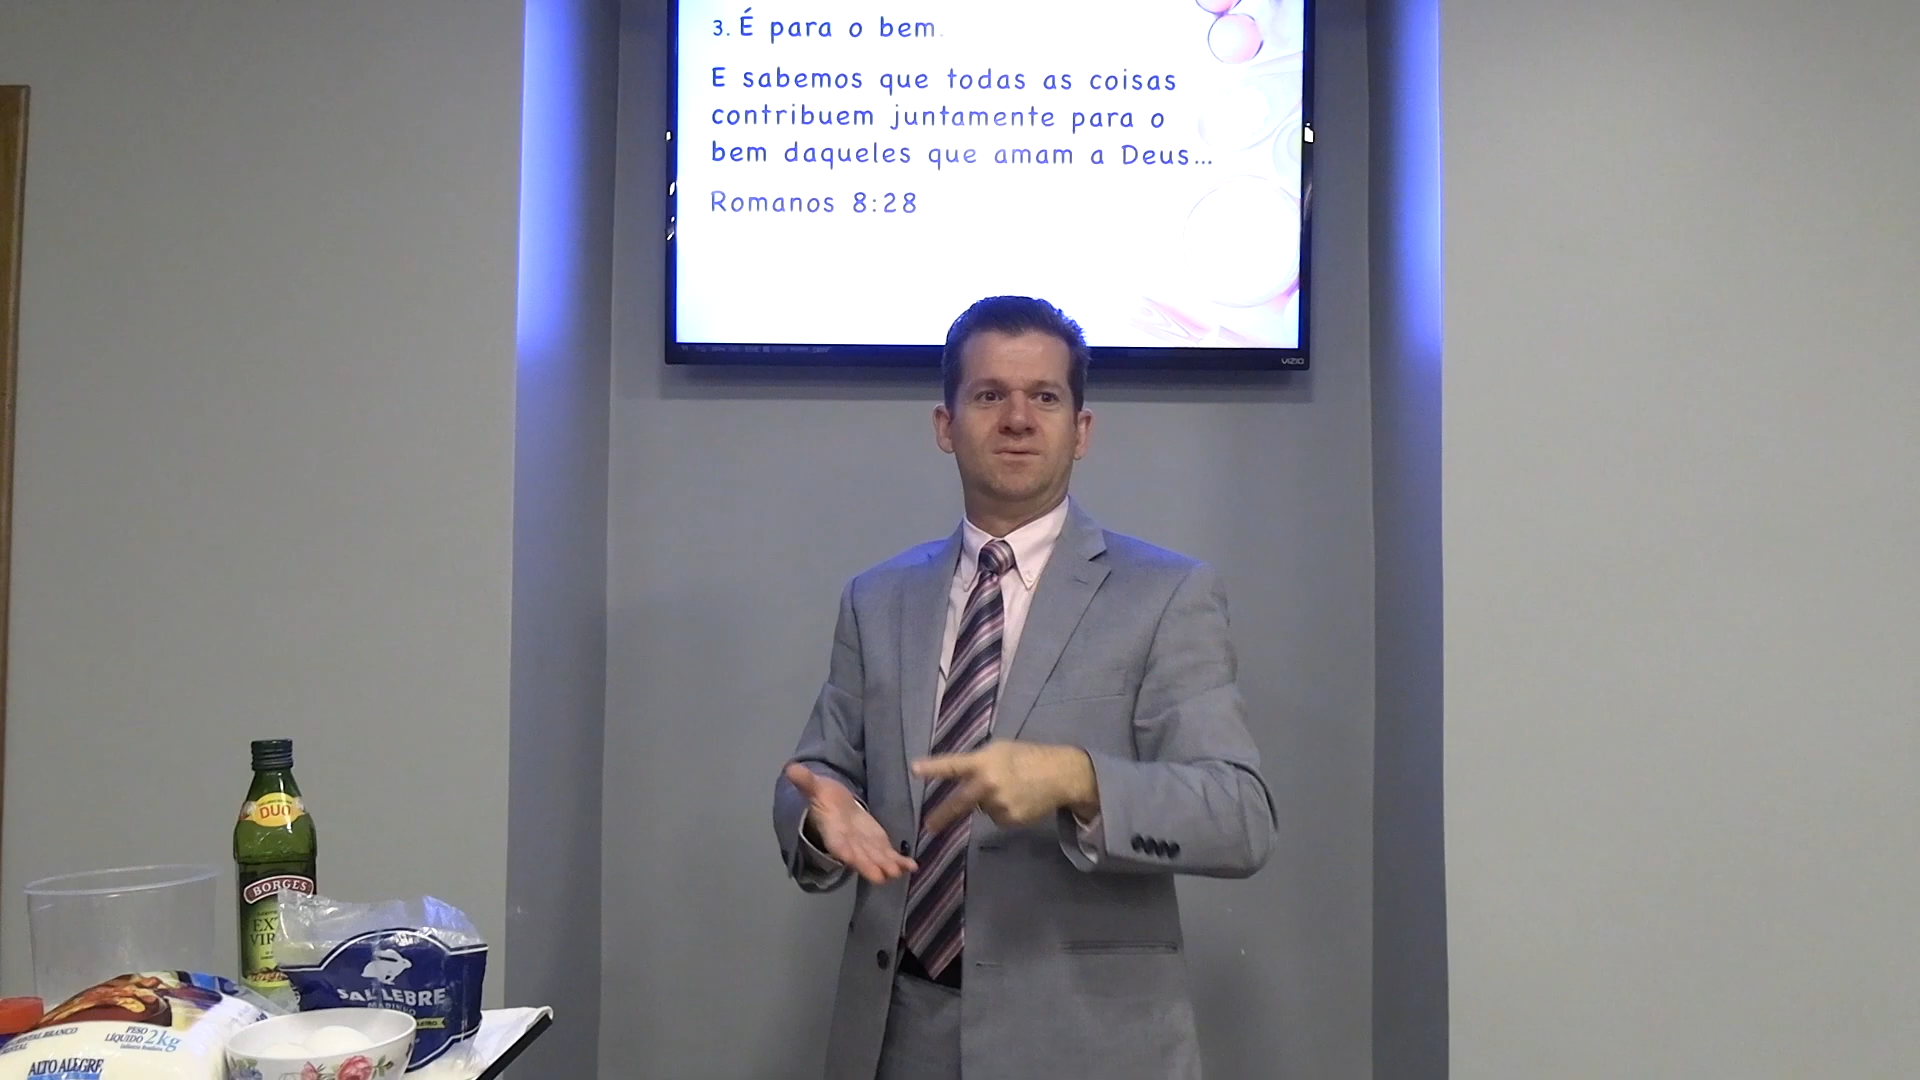 3. É para o bem.
E sabemos que todas as coisas
contribuem juntamente para o
bem daqueles que amam a Deus...
Romanos 8:28
VIZIO
DUO
BORGES
SAL LEBRE
MARINHO
PESO
LÍQUIDO 2kg
ALTO ALEGRE